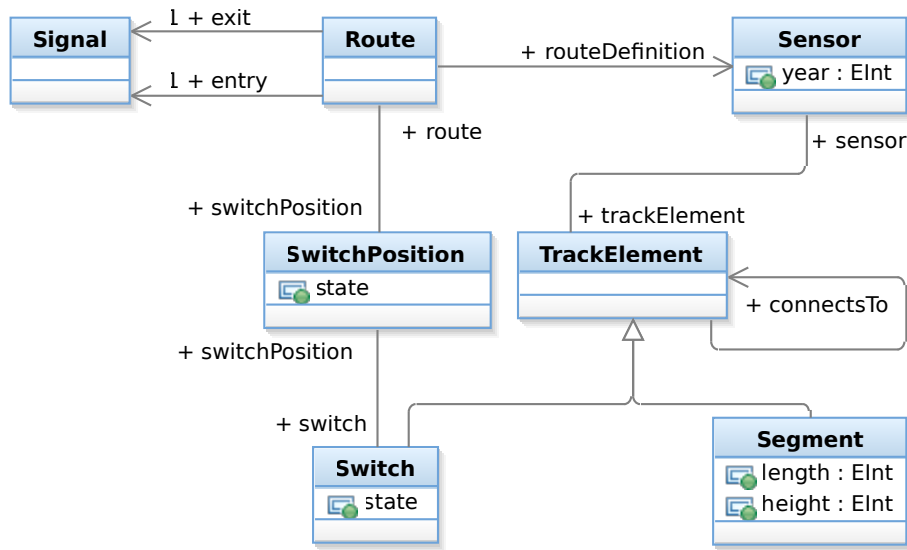 Signal
1 + exit
Route
+ routeDefinition
Sensor
year : EInt
1 + entry
+ route
+ sensor
+ switchPosition
+ trackElement
SwitchPosition
state
TrackElement
+ connectsTo
+ switchPosition
+ switch
Switch
state
Segment
length : EInt
height : EInt